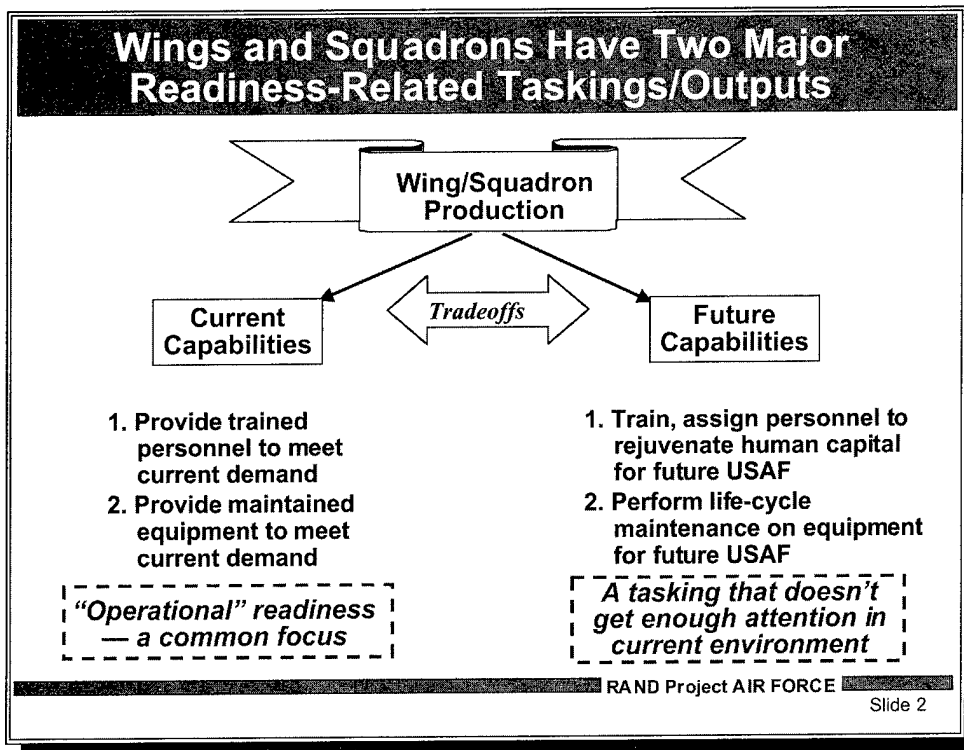 Wings and Squadrons Have Two Major
Readiness-Related Taskings/Outputs
Wing/Squadron
Production
Current
Capabilities
Tradeoffs
Future
Capabilities
1. Provide trained
personnel to meet
current demand
2. Provide maintained
equipment to meet
current demand
"Operational" readiness
— a common focus
1. Train, assign personnel to
rejuvenate human capital
for future USAF
2. Perform life-cycle
maintenance on equipment
for future USAF
A tasking that doesn't
get enough attention in
current environment
RAND Project AIR FORCE
Slide 2